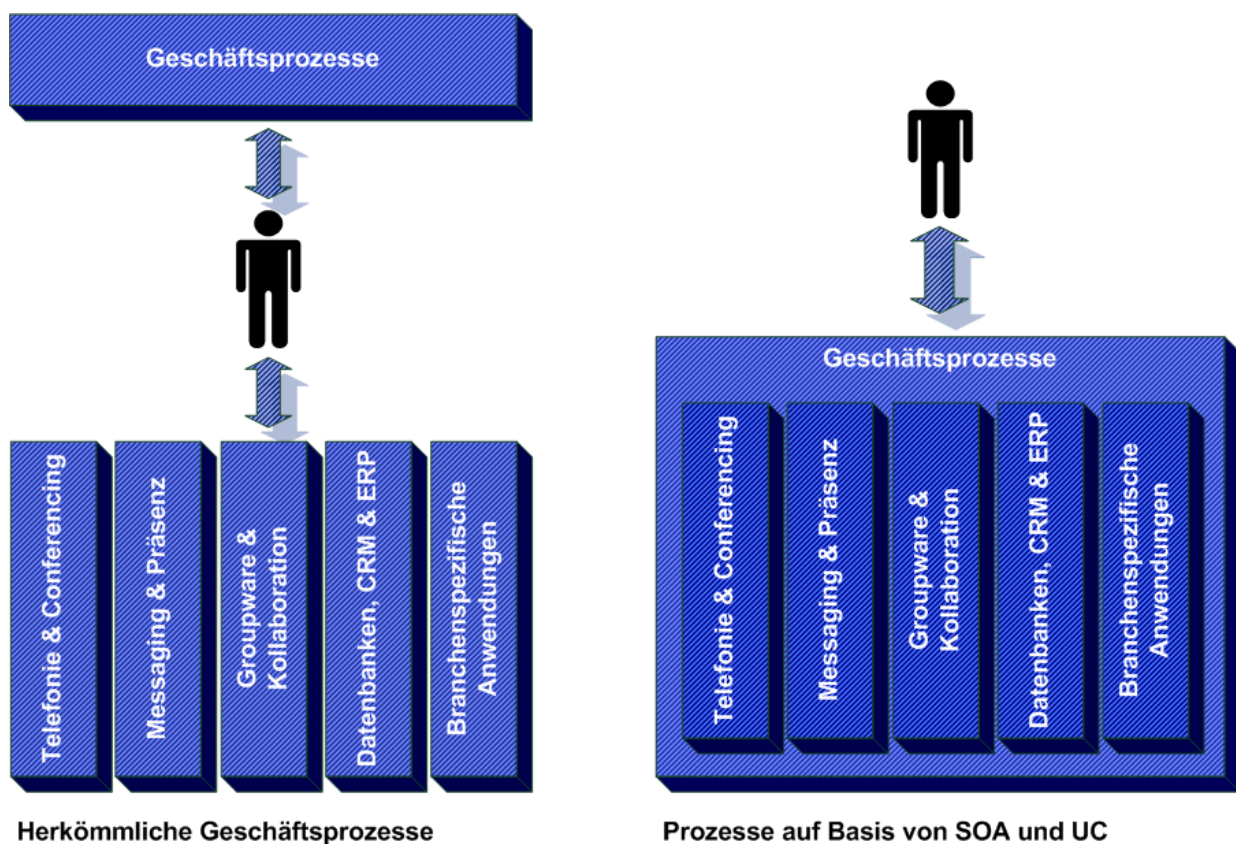 Geschäftsprozesse
Telefonie & Conferencing
Messaging & Präsenz
Groupware &
Kollaboration
Datenbanken, CRM & ERP
Branchenspezifische
Anwendungen
Herkömmliche Geschäftsprozesse
Geschäftsprozesse
Telefonie & Conferencing
Messaging & Präsenz
Groupware &
Kollaboration
Datenbanken, CRM & ERP
Branchenspezifische
Anwendungen
Prozesse auf Basis von SOA und UC